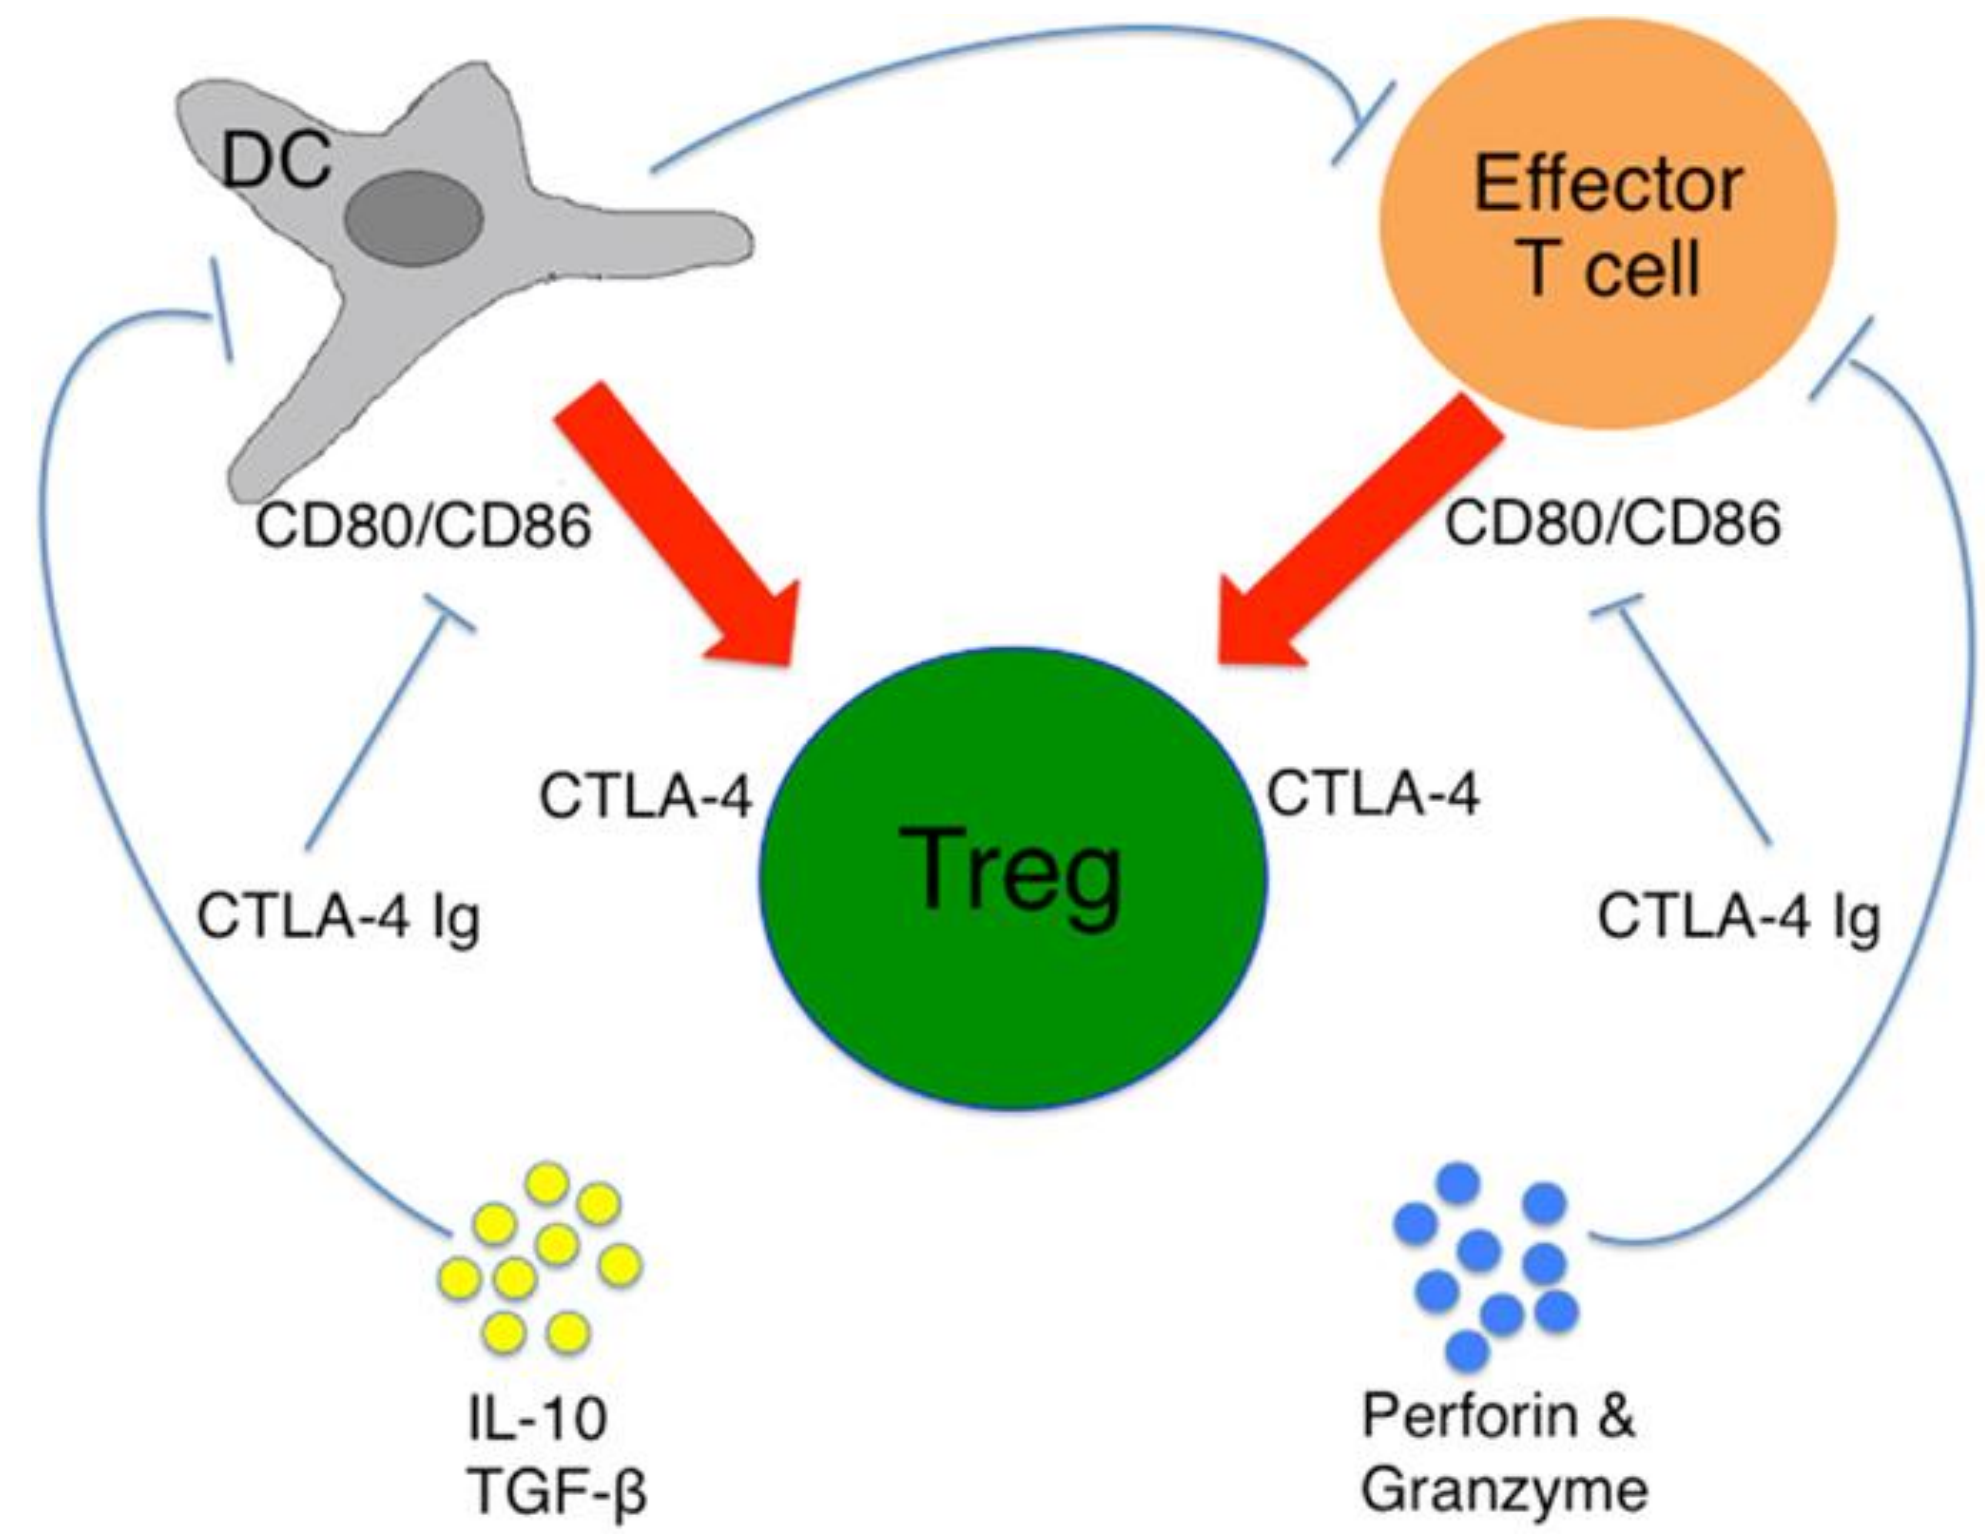 DC
Effector
T cell
CD80/CD86
CD80/CD86
CTLA-4
CTLA-4
Treg
CTLA-4 Ig
CTLA-4 Ig
IL-10
TGF-β
Perforin &
Granzyme